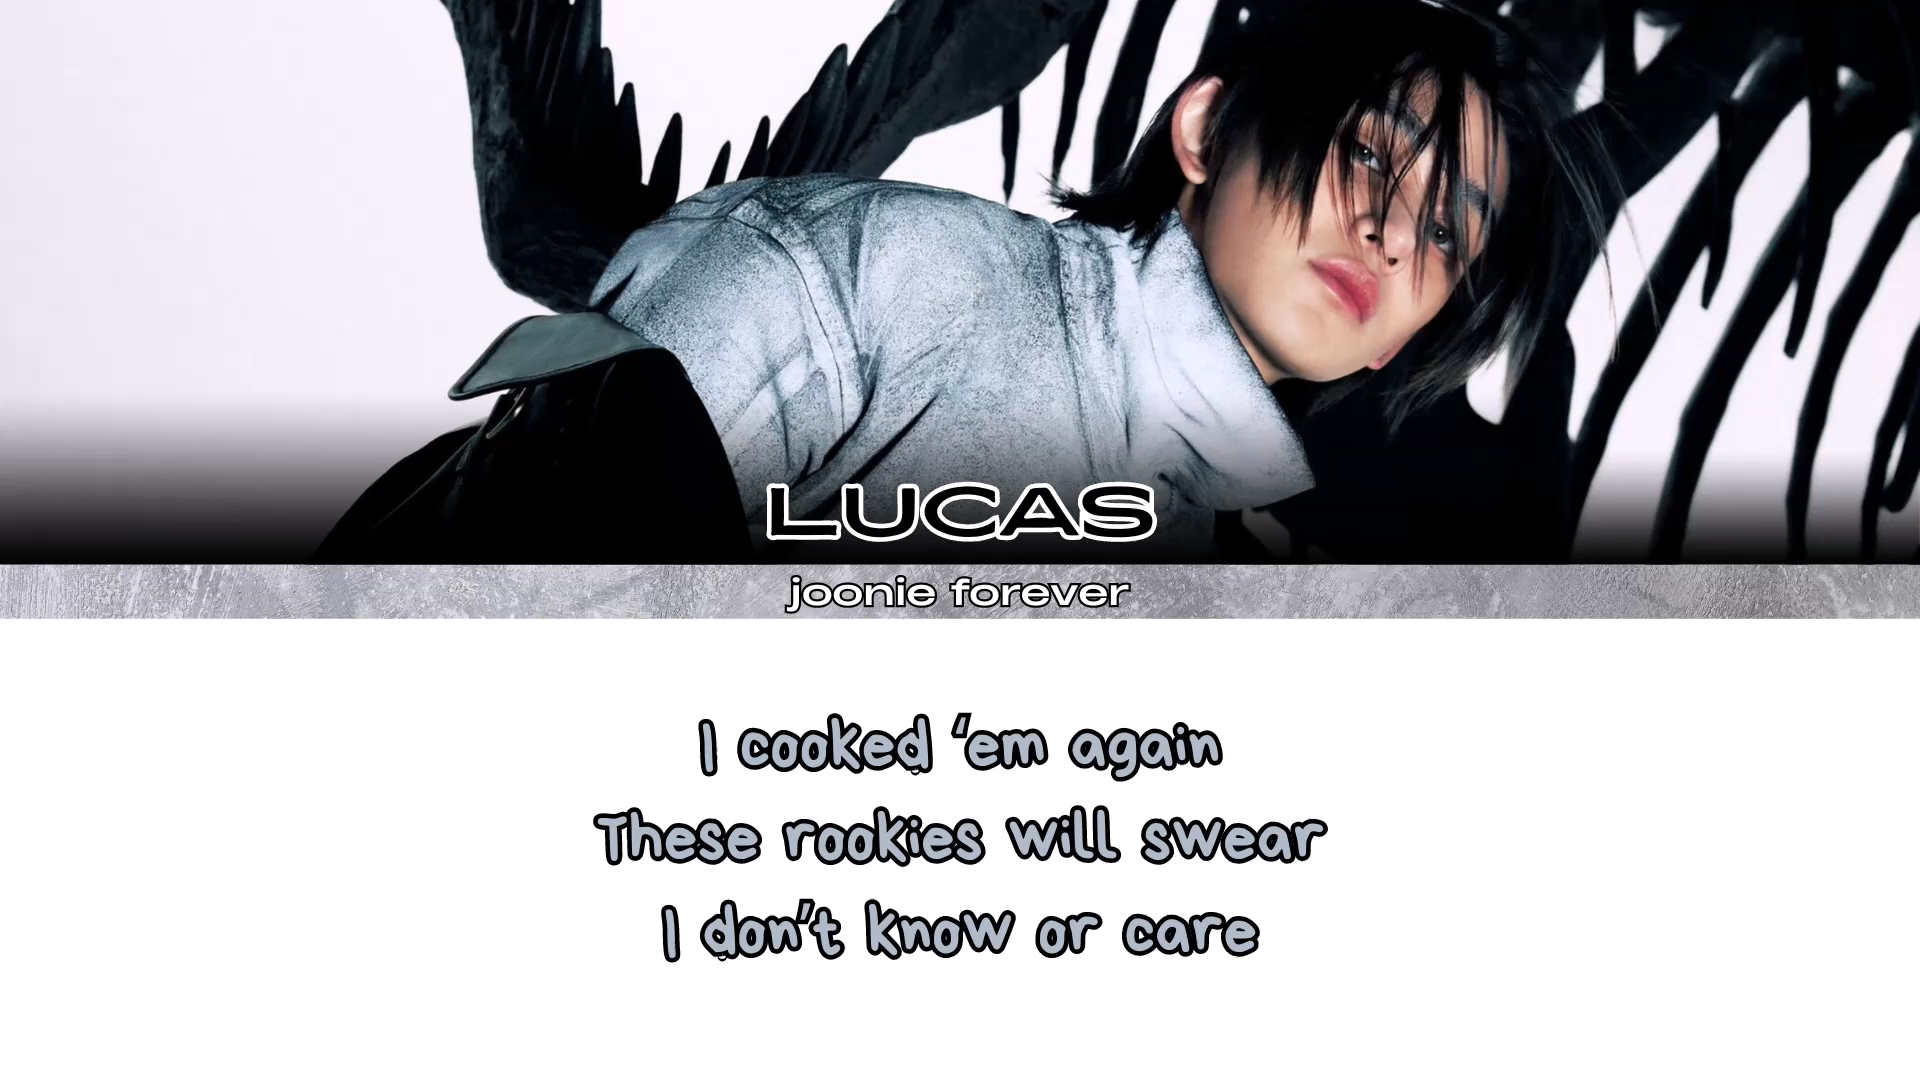 LUCAS
joonie forever
I cooked ‘em again
These rookies will swear
I don’t know or care